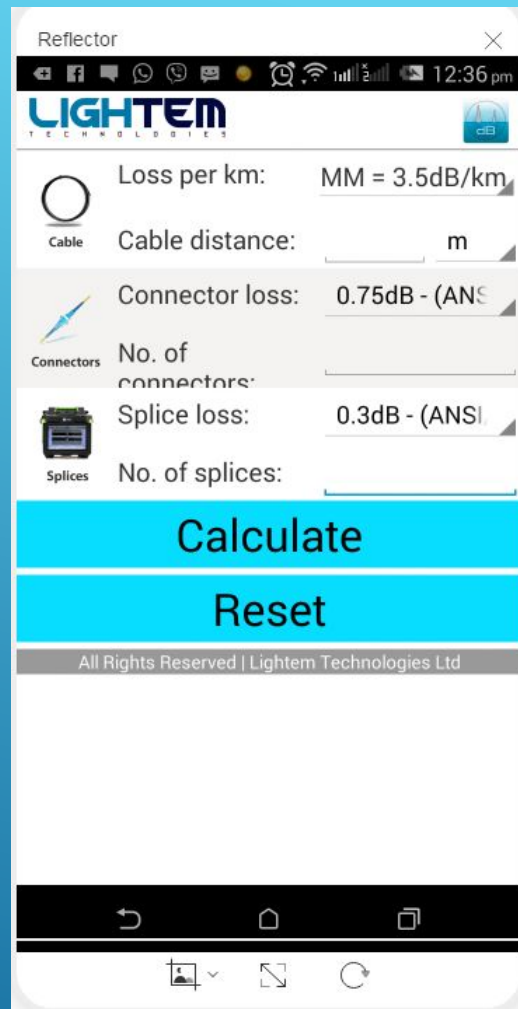 Reflector
12:36 pm
LIGHTEM
TECHNOLOGIES
dB
Loss per km:
MM = 3.5dB/km
Cable
Cable distance:
m
Connector loss:
0.75dB - (ANS
Connectors
No. of
connectors:
Splice loss:
0.3dB - (ANSI
Splices
No. of splices:
Calculate
Reset
All Rights Reserved | Lightem Technologies Ltd